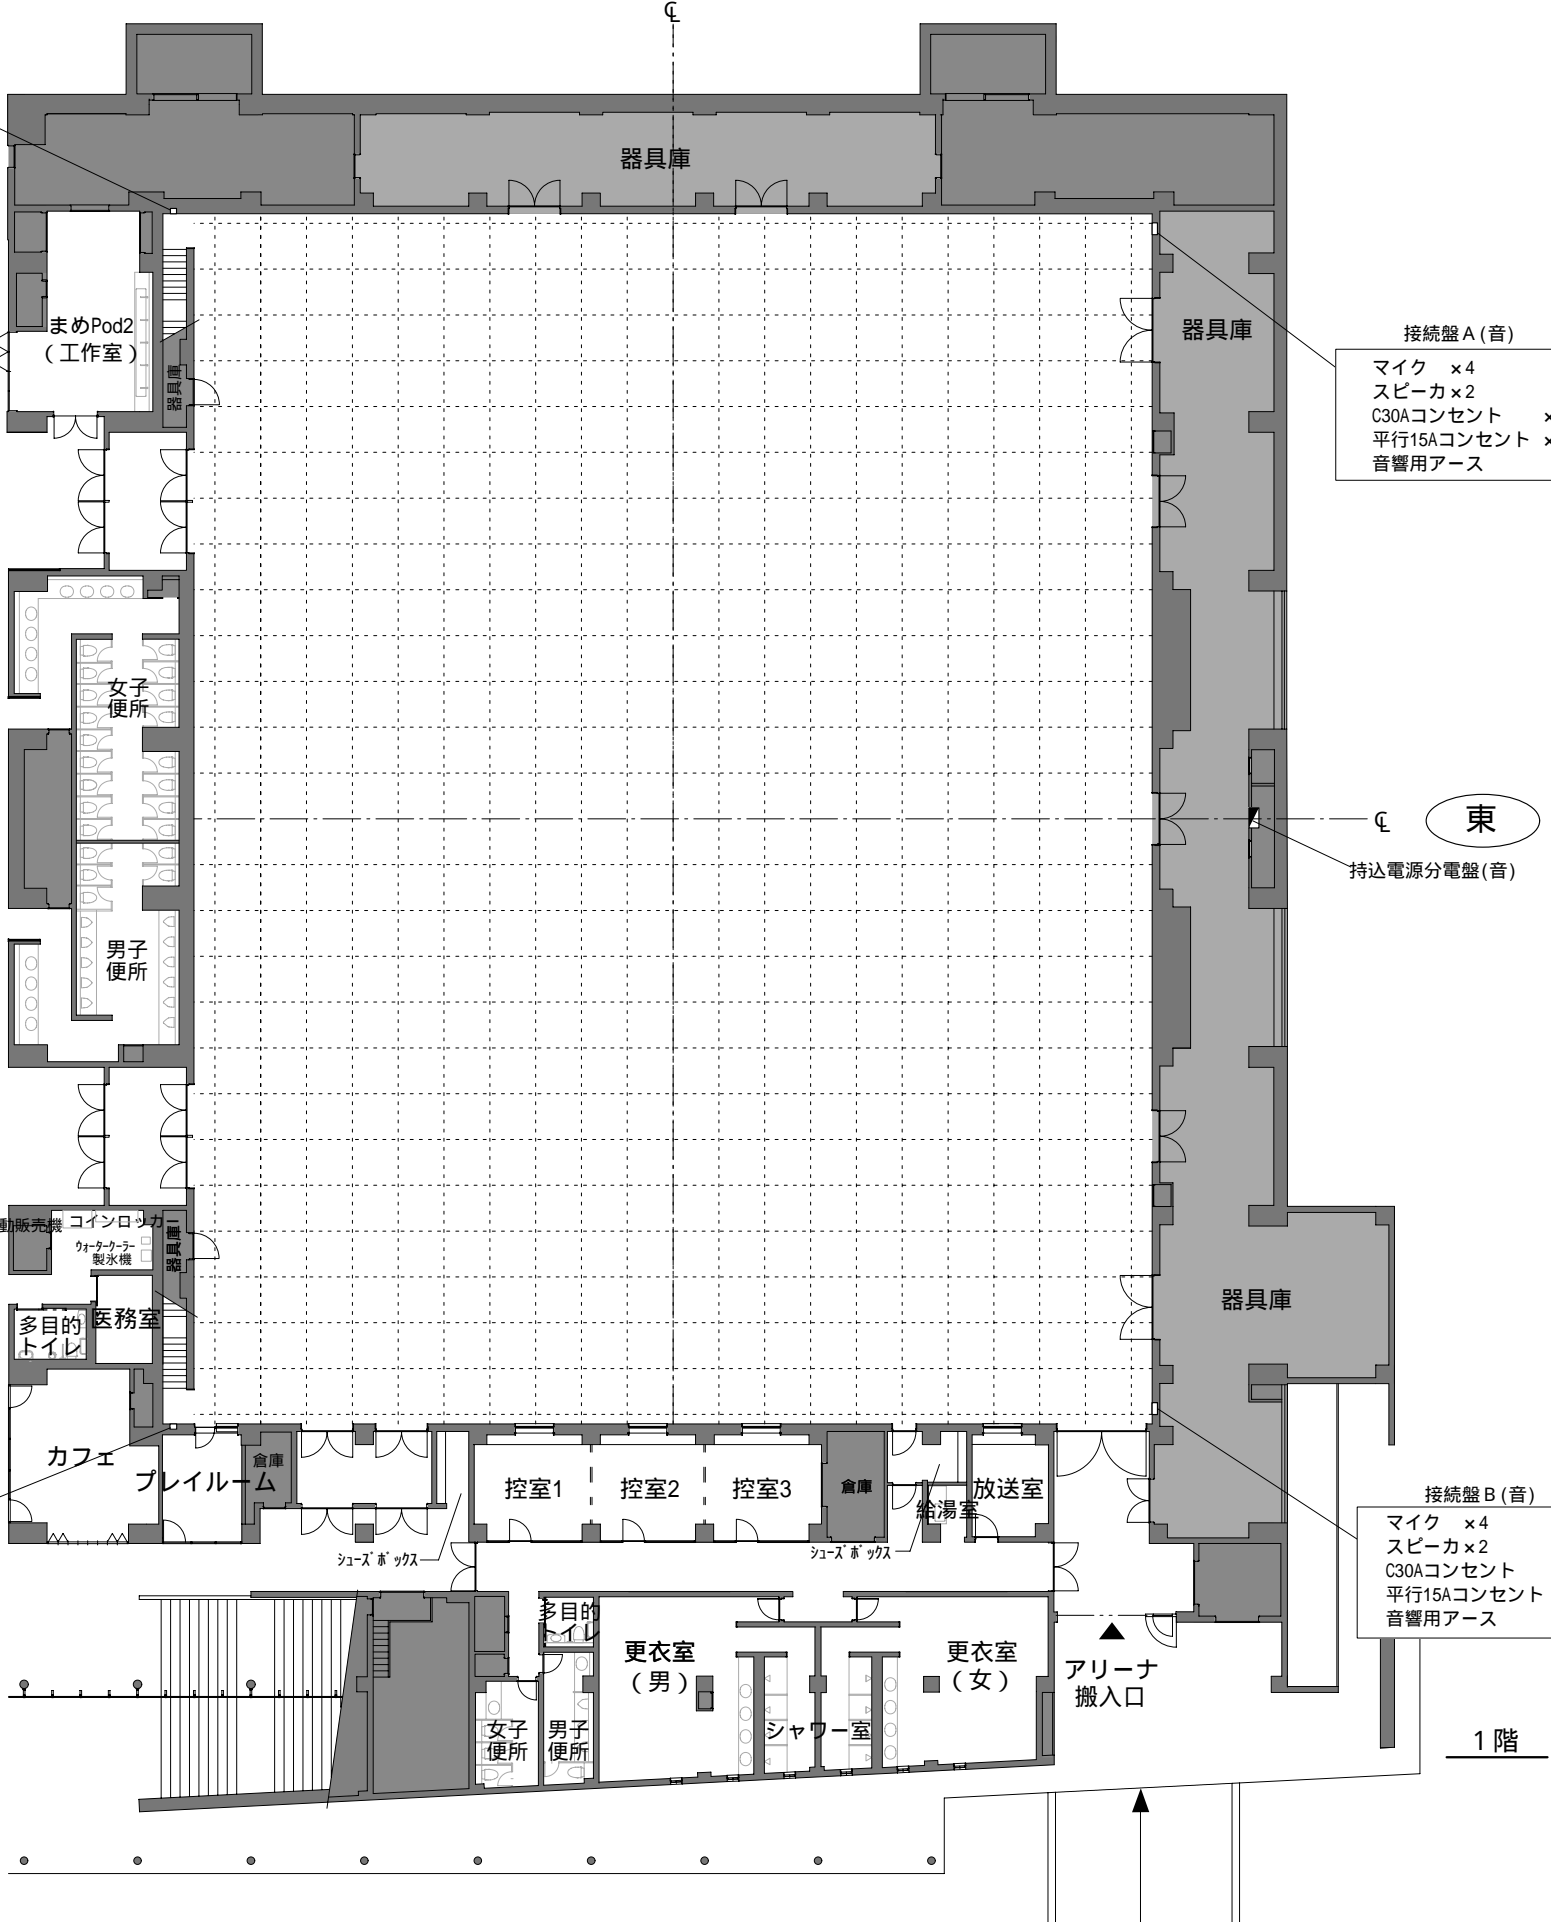 ℄
器具庫
まめPod2
（工作室）
器具庫
器具庫
接続盤A(音)
マイク ×4
スピーカ×2
C30Aコンセント ×
平行15Aコンセント ×
音響用アース
女子
便所
℄
東
持込電源分電盤(音)
男子
便所
動販売機
コインロッカー
ウォータークーラー
製氷機
器具庫
多目的
トイレ
医務室
器具庫
カフェ
プレイルーム
倉庫
控室1
控室2
控室3
倉庫
給湯室
放送室
シューズボックス
シューズボックス
接続盤B(音)
マイク ×4
スピーカ×2
C30Aコンセント
平行15Aコンセント
音響用アース
多目的
トイレ
更衣室
（男）
更衣室
（女）
アリーナ
搬入口
女子
便所
男子
便所
シャワー室
1階